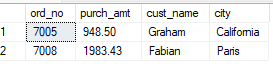 ord_no purch_amt cust_name city
1 7005 948.50 Graham California
2 7008 1983.43 Fabian Paris